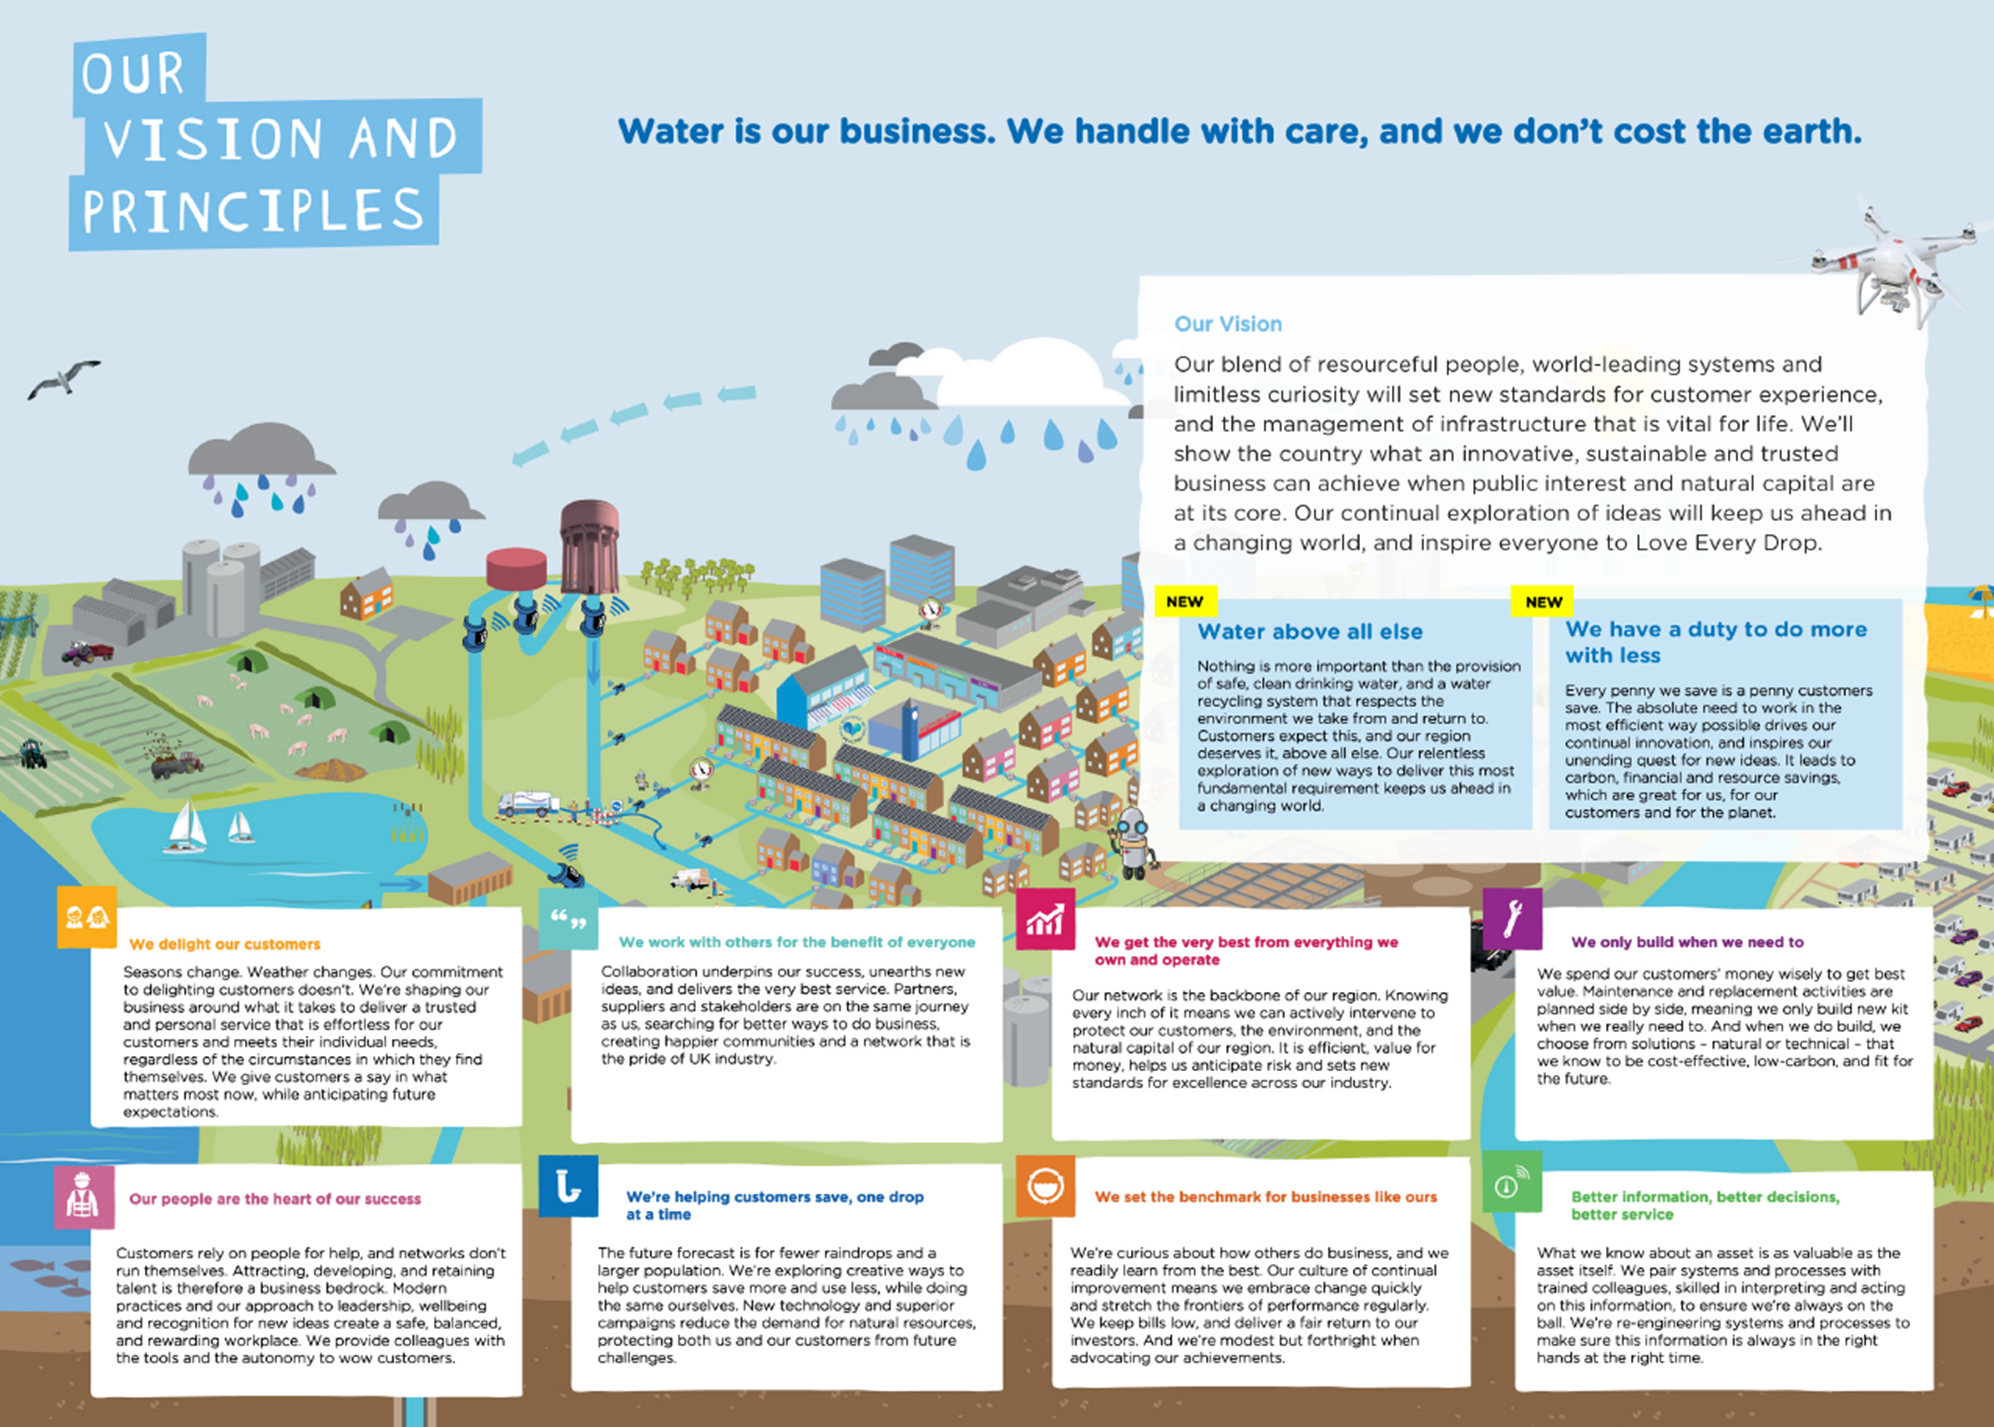 OUR
VISION AND
PRINCIPLES
Water is our business. We handle with care, and we don't cost the earth.
Our Vision
Our blend of resourceful people, world-leading systems and
limitless curiosity will set new standards for customer experience,
and the management of infrastructure that is vital for life. We'll
show the country what an innovative, sustainable and trusted
business can achieve when public interest and natural capital are
at its core. Our continual exploration of ideas will keep us ahead in
a changing world, and inspire everyone to Love Every Drop.
NEW
Water above all else
Nothing is more important than the provision
of safe, clean drinking water, and a water
recycling system that respects the
environment we take from and return to.
Customers expect this, and our region
deserves it, above all else. Our relentless
exploration of new ways to deliver this most
fundamental requirement keeps us ahead in
a changing world.
NEW
We have a duty to do more
with less
Every penny we save is a penny customers
save. The absolute need to work in the
most efficient way possible drives our
continual innovation, and inspires our
unending quest for new ideas. It leads to
carbon, financial and resource savings,
which are great for us, for our
customers and for the planet.
We delight our customers
Seasons change. Weather changes. Our commitment
to delighting customers doesn't. We're shaping our
business around what it takes to deliver a trusted
and personal service that is effortless for our
customers and meets their individual needs,
regardless of the circumstances in which they find
themselves. We give customers a say in what
matters most now, while anticipating future
expectations.
We work with others for the benefit of everyone
Collaboration underpins our success, unearths new
ideas, and delivers the very best service. Partners,
suppliers and stakeholders are on the same journey
as us, searching for better ways to do business,
creating happier communities and a network that is
the pride of UK industry.
We get the very best from everything we
own and operate
Our network is the backbone of our region. Knowing
every inch of it means we can actively intervene to
protect our customers, the environment, and the
natural capital of our region. It is efficient, value for
money, helps us anticipate risk and sets new
standards for excellence across our industry.
We only build when we need to
We spend our customers' money wisely to get best
value. Maintenance and replacement activities are
planned side by side, meaning we only build new kit
when we really need to. And when we do build, we
choose from solutions – natural or technical – that
we know to be cost-effective, low-carbon, and fit for
the future.
Our people are the heart of our success
Customers rely on people for help, and networks don't
run themselves. Attracting, developing, and retaining
talent is therefore a business bedrock. Modern
practices and our approach to leadership, wellbeing
and recognition for new ideas create a safe, balanced,
and rewarding workplace. We provide colleagues with
the tools and the autonomy to wow customers.
We're helping customers save, one drop
at a time
The future forecast is for fewer raindrops and a
larger population. We're exploring creative ways to
help customers save more and use less, while doing
the same ourselves. New technology and superior
campaigns reduce the demand for natural resources,
protecting both us and our customers from future
challenges.
We set the benchmark for businesses like ours
We're curious about how others do business, and we
readily learn from the best. Our culture of continual
improvement means we embrace change quickly
and stretch the frontiers of performance regularly.
We keep bills low, and deliver a fair return to our
investors. And we're modest but forthright when
advocating our achievements.
Better information, better decisions,
better service
What we know about an asset is as valuable as the
asset itself. We pair systems and processes with
trained colleagues, skilled in interpreting and acting
on this information, to ensure we're always on the
ball. We're re-engineering systems and processes to
make sure this information is always in the right
hands at the right time.